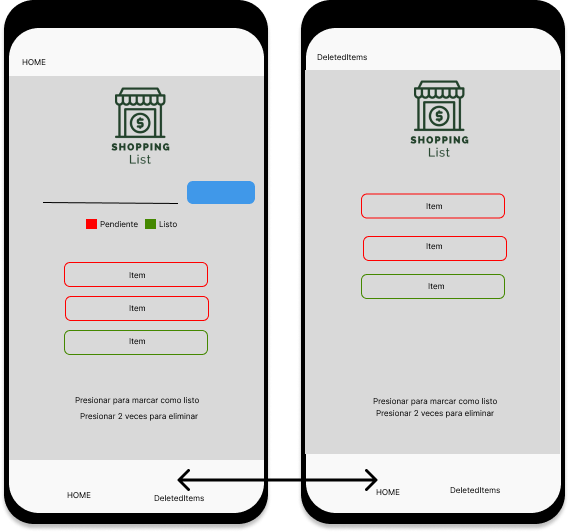 HOME
SHOPPING
List
Pendiente
Listo
Item
Item
Item
Presionar para marcar como listo
Presionar 2 veces para eliminar
HOME
DeletedItems
DeletedItems
$
SHOPPING
List
Item
Item
Item
Presionar para marcar como listo
Presionar 2 veces para eliminar
HOME
DeletedItems